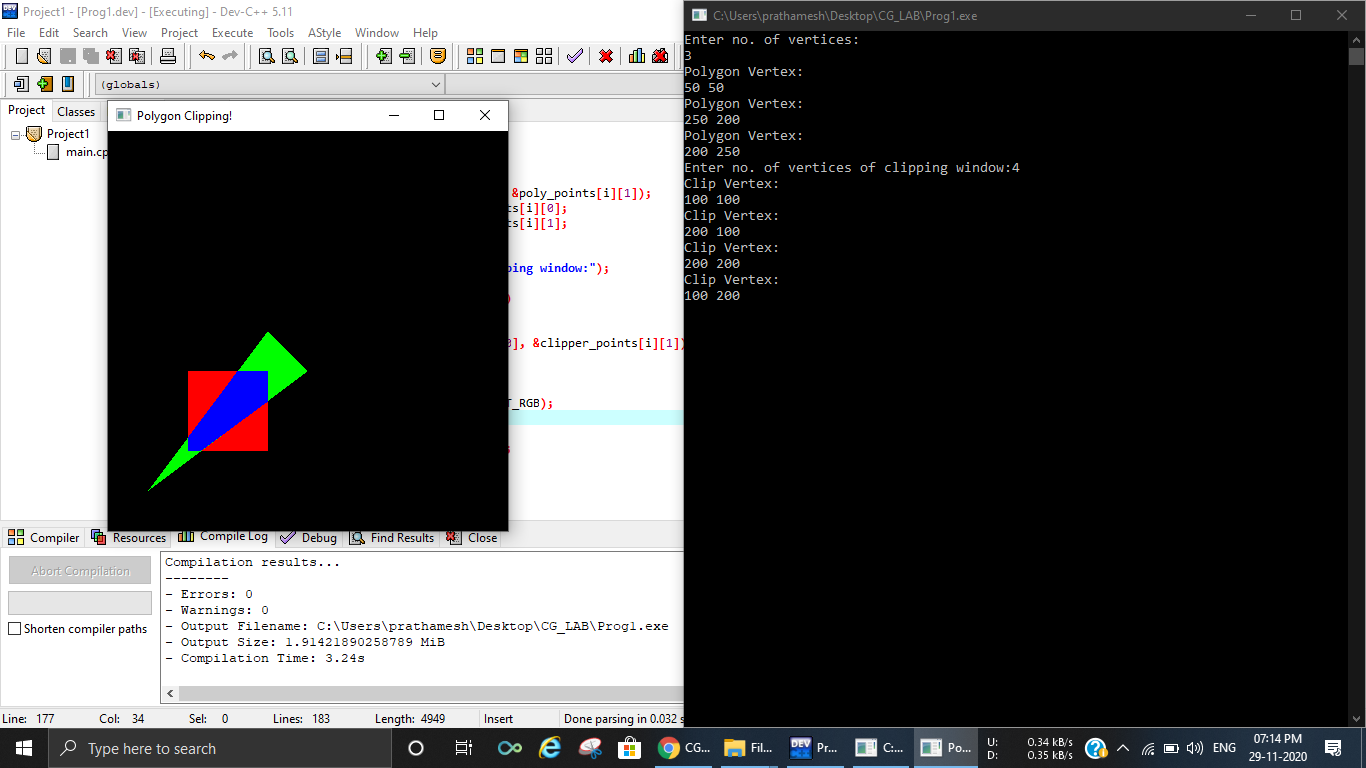 Project1 - [Prog1.dev] - [Executing] - Dev-C++ 5.11
File Edit Search View Project Execute Tools AStyle Window Help
(globals)
Project Classes
Project1
main.cp
Polygon Clipping!
&poly_points[i][1]);
ts[i][0];
ts[i][1];
ping window:");
)
0], &clipper_points[i][1])
T_RGB);
;
Compiler Resources Compile Log Debug Find Results Close
Abort Compilation
Shorten compiler paths
Compilation results...
--------
- Errors: 0
- Warnings: 0
- Output Filename: C:\Users\prathamesh\Desktop\CG_LAB\Prog1.exe
- Output Size: 1.91421890258789 MiB
- Compilation Time: 3.24s
Line: 177 Col: 34 Sel: 0 Lines: 183 Length: 4949 Insert Done parsing in 0.032 s
C:\Users\prathamesh\Desktop\CG_LAB\Prog1.exe
Enter no. of vertices:
3
Polygon Vertex:
50 50
Polygon Vertex:
250 200
Polygon Vertex:
200 250
Enter no. of vertices of clipping window:4
Clip Vertex:
100 100
Clip Vertex:
200 100
Clip Vertex:
200 200
Clip Vertex:
100 200
Type here to search
CG...
Fil...
DEV
Pr...
C:...
Po...
U: 0.34 kB/s
D: 0.35 kB/s
ENG
07:14 PM
29-11-2020